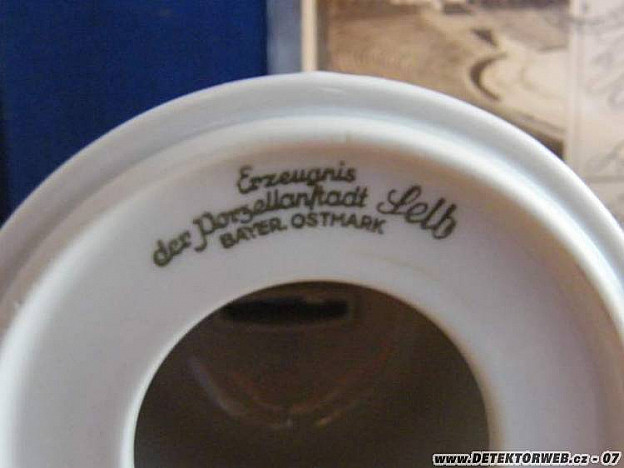 Erzeugnis
der Porzellanstadt Selb
BAYER. OSTMARK
www.DETEKTORWEB.cz - 07